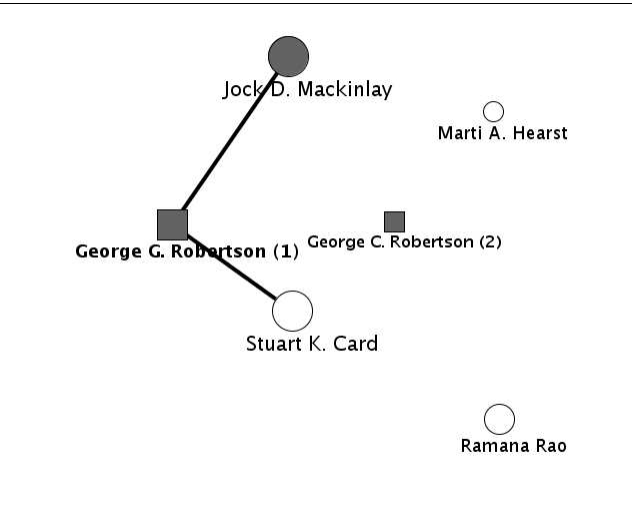 Jock D. Mackinlay
Marti A. Hearst
George G. Robertson (1)
George C. Robertson (2)
Stuart K. Card
Ramana Rao